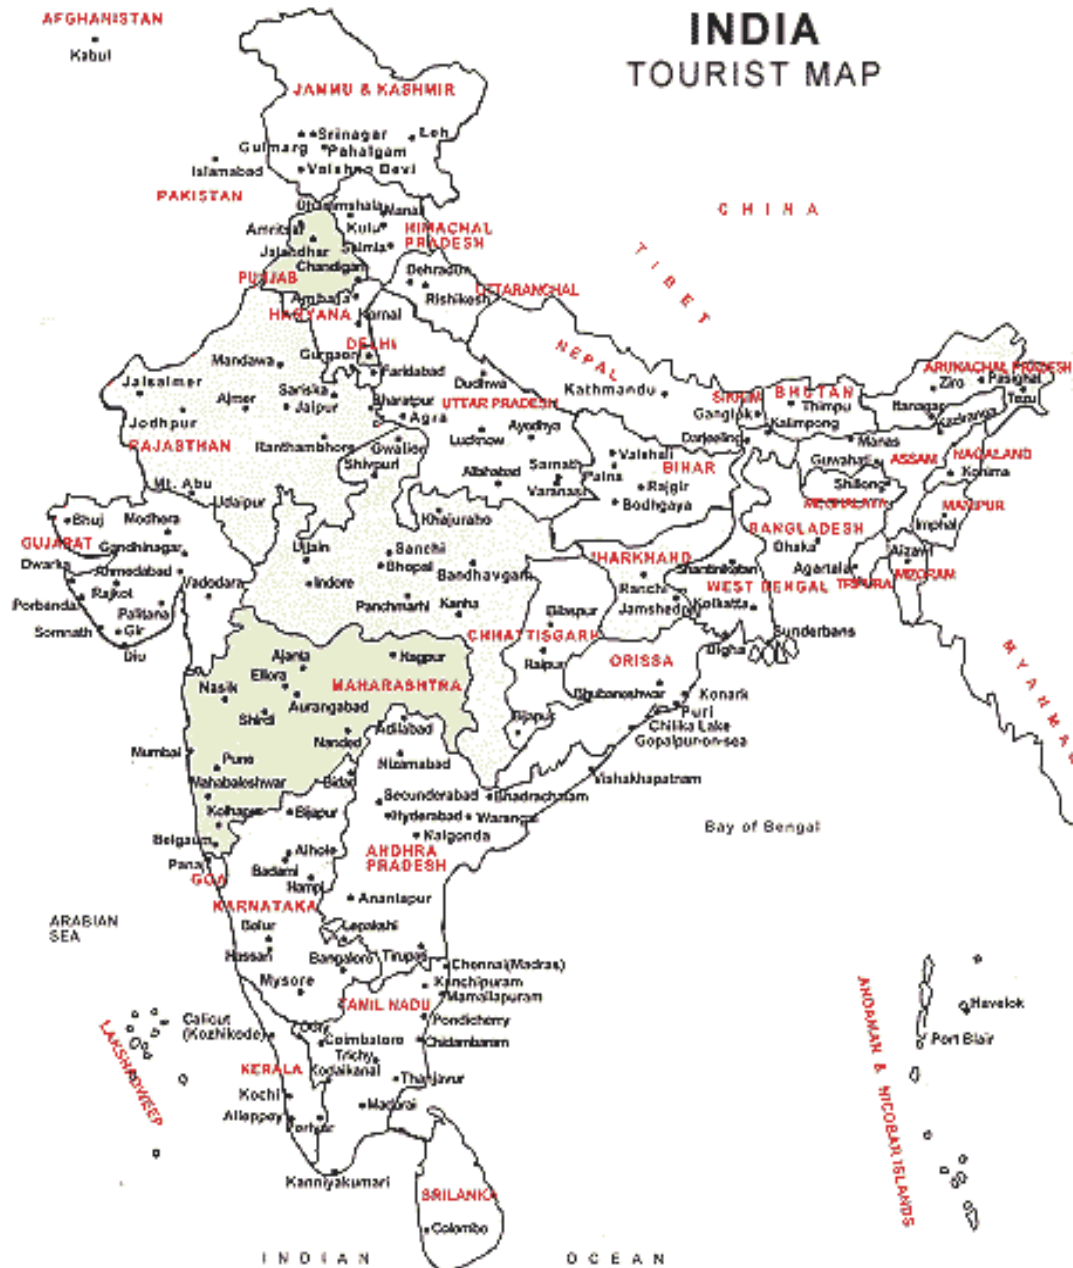 INDIA
TOURIST MAP
AFGHANISTAN
Kabul
JAMMU & KASHMIR
Srinagar
Leh
Gulmarg
Pahalgam
Islamabad
Vaishno Devi
PAKISTAN
CHINA
TIBET
Dharamshala
Manali
Amritsar
Kulu
HIMACHAL
PRADESH
Jalandhar
Chandigarh
PUNJAB
Dehradun
Rishikesh
UTTARANCHAL
Ambala
HARYANA
Karnal
DELHI
Gurgaon
Faridabad
Mandawa
NEPAL
Kathmandu
Dudhwa
Jaisalmer
Sariska
Ajmer
Jaipur
Bharatpur
Agra
UTTAR PRADESH
Jodhpur
RAJASTHAN
Ranthambhore
Gwalior
Shivpuri
Lucknow
Ayodhya
SIKKIM
BHUTAN
Thimpu
Gangtok
Kalimpong
Darjeeling
ARUNACHAL PRADESH
Ziro
Pasighat
Tezu
Itanagar
Kaziranga
Manas
Guwahati
ASSAM
NAGALAND
Kohima
Shillong
MEGHALAYA
MANIPUR
Imphal
Vaishali
Patna
BIHAR
Rajgir
Bodhgaya
Sarnath
Varanasi
Mt. Abu
Udaipur
Khajuraho
Bhuj
Modhera
GUJARAT
Gandhinagar
Dwarka
Ahmedabad
Rajkot
Vadodara
Porbandar
Palitana
Somnath
Gir
Diu
Ujjain
Sanchi
Bhopal
Indore
Bandhavgarh
Panchmarhi
Kanha
JHARKHAND
Ranchi
Jamshedpur
BANGLADESH
Dhaka
Shantiniketan
WEST BENGAL
Kolkatta
Agartala
TRIPURA
Aizawl
MIZORAM
Sunderbans
Digha
MYANMAR
CHHATTISGARH
Raipur
ORISSA
Bhubaneshwar
Konark
Puri
Chilika Lake
Gopalpur-on-sea
Ajanta
Nagpur
Ellora
MAHARASHTRA
Nasik
Aurangabad
Shirdi
Adilabad
Nanded
Mumbai
Pune
Nizamabad
Mahabaleshwar
Bidar
Bijapur
Vishakhapatnam
Secunderabad
Bhadrachalam
Kolhapur
Bijapur
Hyderabad
Warangal
Nalgonda
Belgaum
Aihole
ANDHRA
PRADESH
Panaji
Badami
GOA
Hampi
Bay of Bengal
KARNATAKA
Anantapur
ARABIAN
SEA
Belur
Lepakshi
Hassan
Bangalore
Tirupati
Chennai(Madras)
Mysore
Kanchipuram
Mamallapuram
TAMIL NADU
Calicut
(Kozhikode)
Ooty
Pondicherry
Coimbatore
Chidambaram
LAKSHADWEEP
Trichy
KERALA
Kodaikanal
Thanjavur
Kochi
Madurai
Alleppey
Kanniyakumari
SRILANKA
Colombo
ANDAMAN & NICOBAR ISLANDS
Havelok
Port Blair
INDIAN OCEAN